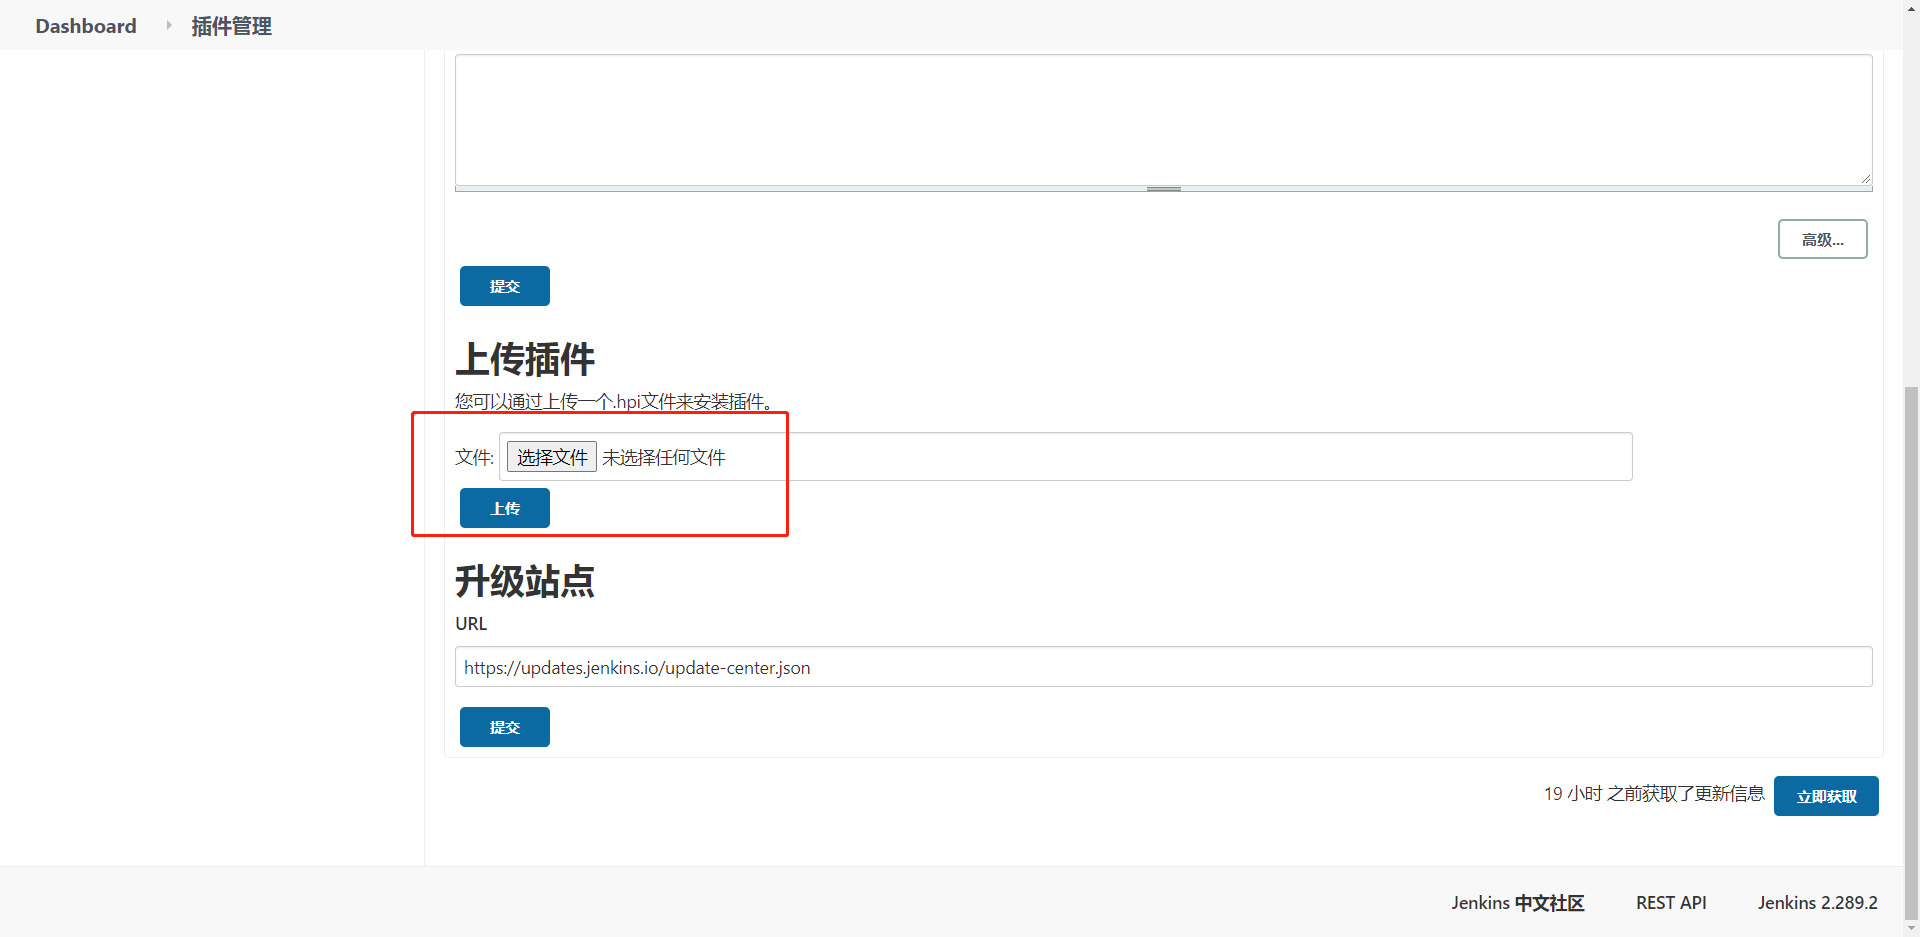 Dashboard 插件管理
高级...
提交
上传插件
您可以通过上传一个.hpi文件来安装插件。
文件: 选择文件 未选择任何文件
上传
升级站点
URL
https://updates.jenkins.io/update-center.json
提交
19 小时 之前获取了更新信息 立即获取
Jenkins 中文社区 REST API Jenkins 2.289.2